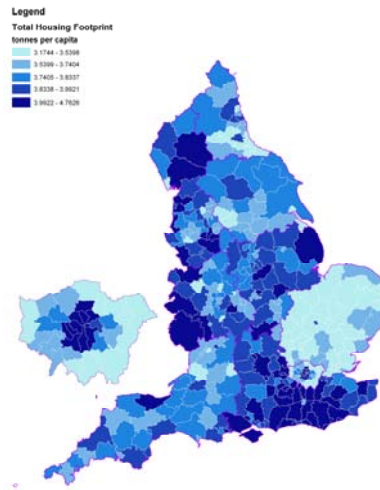 Legend
Total Housing Footprint
tonnes per capita
3.1744 - 3.5398
3.5399 - 3.7404
3.7405 - 3.8337
3.8338 - 3.9921
3.9922 - 4.7626